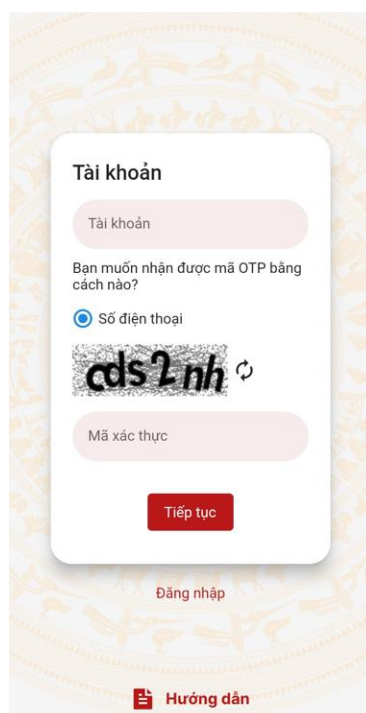 Tài khoản
Tài khoản
Bạn muốn nhận được mã OTP bằng
cách nào?
Số điện thoại
cds2nh
Mã xác thực
Tiếp tục
Đăng nhập
Hướng dẫn